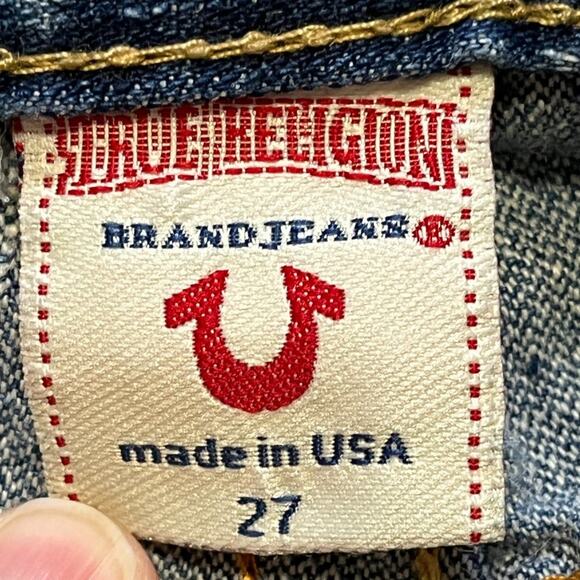 TRUE RELIGION
BRAND JEANS ®
made in USA
27